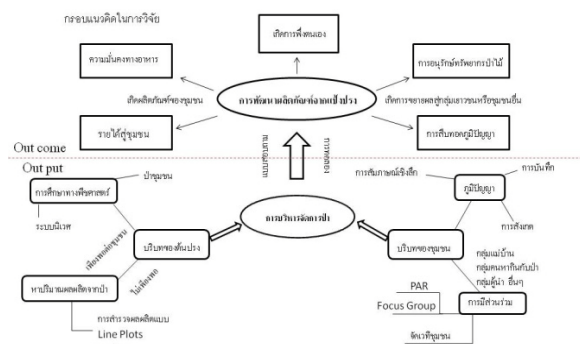 กรอบแนวคิดในการวิจัย
เกิดการพึ่งตนเอง
ความมั่นคงทางอาหาร
การอนุรักษ์ทรัพยากรป่าไม้
การพัฒนาผลิตภัณฑ์จากแป้งปรง
เกิดผลิตภัณฑ์ของชุมชน
เกิดการขยายผลสู่กลุ่มเยาวชนหรือชุมชนอื่น
รายได้สู่ชุมชน
การสืบทอดภูมิปัญญา
Out come
Out put
การทดลอง
ป่าชุมชน
การสัมภาษณ์เชิงลึก
การบันทึก
การศึกษาทางพืชศาสตร์
ภูมิปัญญา
ระบบนิเวศ
การสังเกต
การบริหารจัดการป่า
เพียงพอต่อชุมชน
บริบทของต้นปรง
บริบทของชุมชน
ไม่เพียงพอ
กลุ่มแม่บ้าน
กลุ่มคนหากินกับป่า
กลุ่มผู้นำ อื่นๆ
หาปริมาณผลผลิตจากป่า
PAR
Focus Group
การมีส่วนร่วม
การสำรวจผลผลิตแบบ
Line Plots
จัดเวทีชุมชน